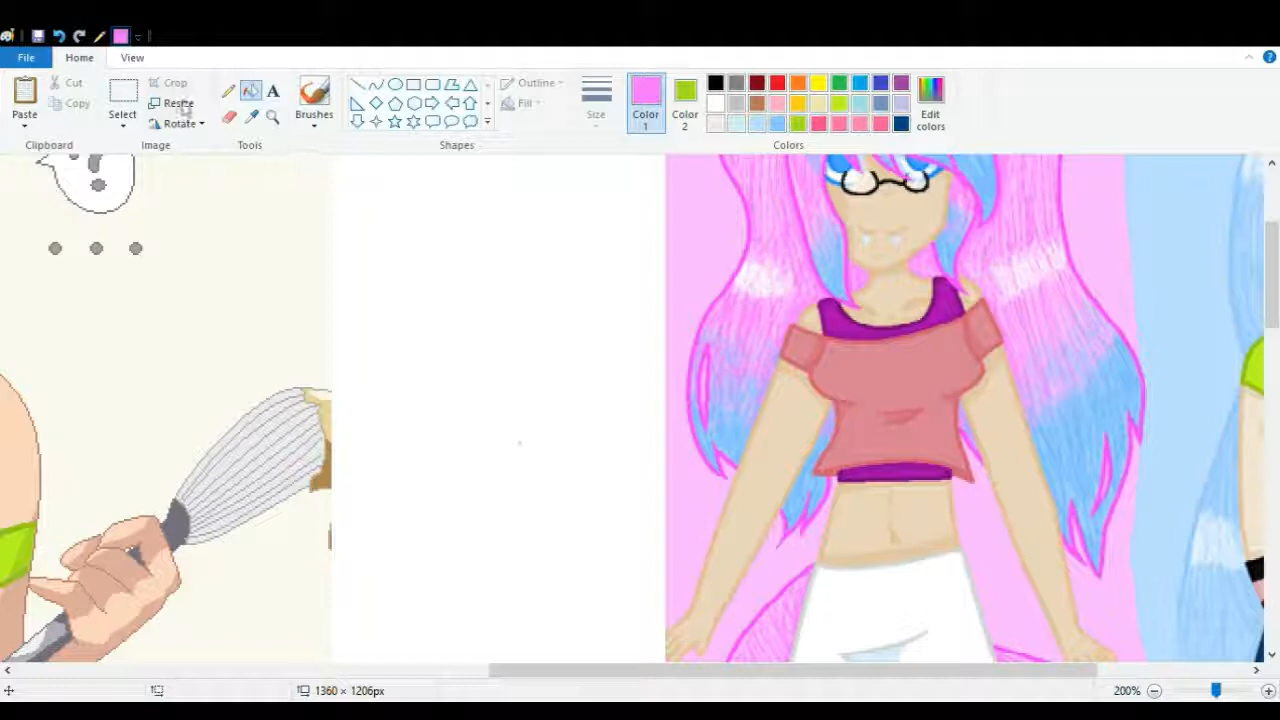 File Home View
Cut
Copy
Paste
Clipboard
Select
Crop
Resize
Rotate
Image
A
Tools
Brushes
Outline
Fill
Shapes
Size
Color
1
Color
2
Edit
colors
Colors
?
1360 × 1206px
200%